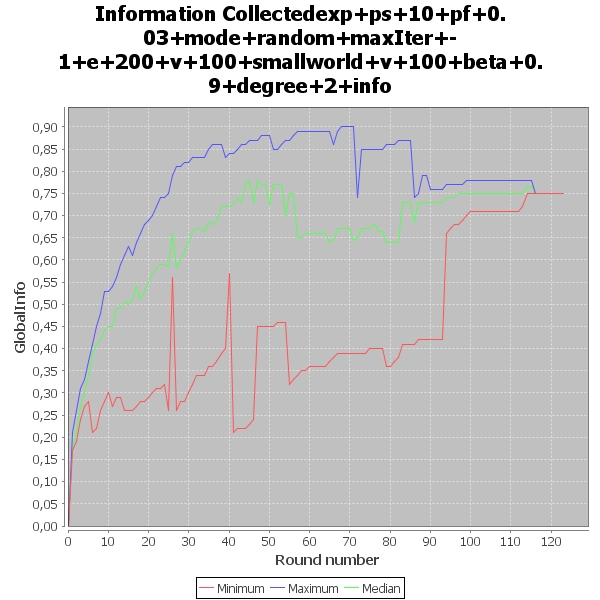 Information Collectedexp+ps+10+pf+0.
03+mode+random+maxIter+-
1+e+200+v+100+smallworld+v+100+beta+0.
9+degree+2+info
GlobalInfo
0,90
0,85
0,80
0,75
0,70
0,65
0,60
0,55
0,50
0,45
0,40
0,35
0,30
0,25
0,20
0,15
0,10
0,05
0,00
0 10 20 30 40 50 60 70 80 90 100 110 120
Round number
Minimum Maximum Median